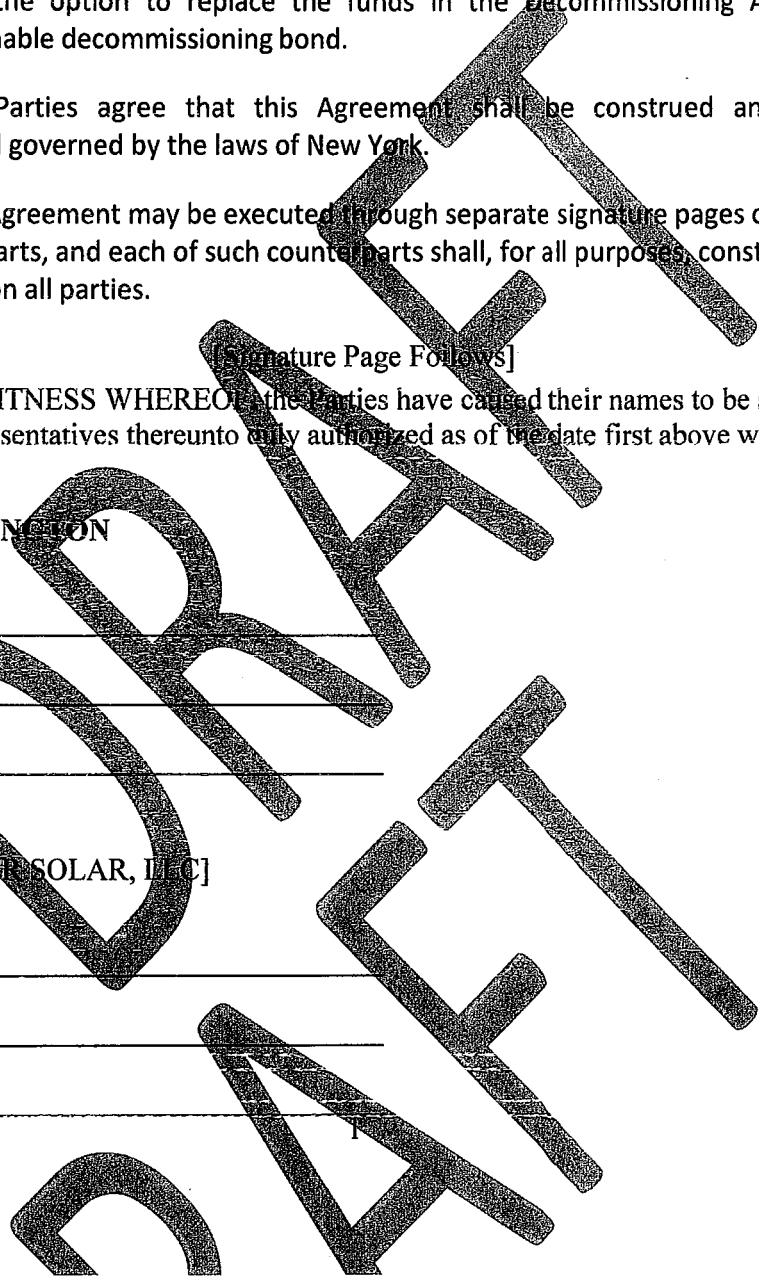 the option to replace the funds in the Decommissioning A
nable decommissioning bond.
Parties agree that this Agreement shall be construed an
governed by the laws of New York.
Agreement may be executed through separate signature pages
arts, and each of such counterparts shall, for all purposes, const
on all parties.
[Signature Page Follows]
ITNESS WHEREOF, the Parties have caused their names to be
sentatives thereunto duly authorized as of the date first above w
NGTON
R SOLAR, LLC]
DRAFT
DRAFT